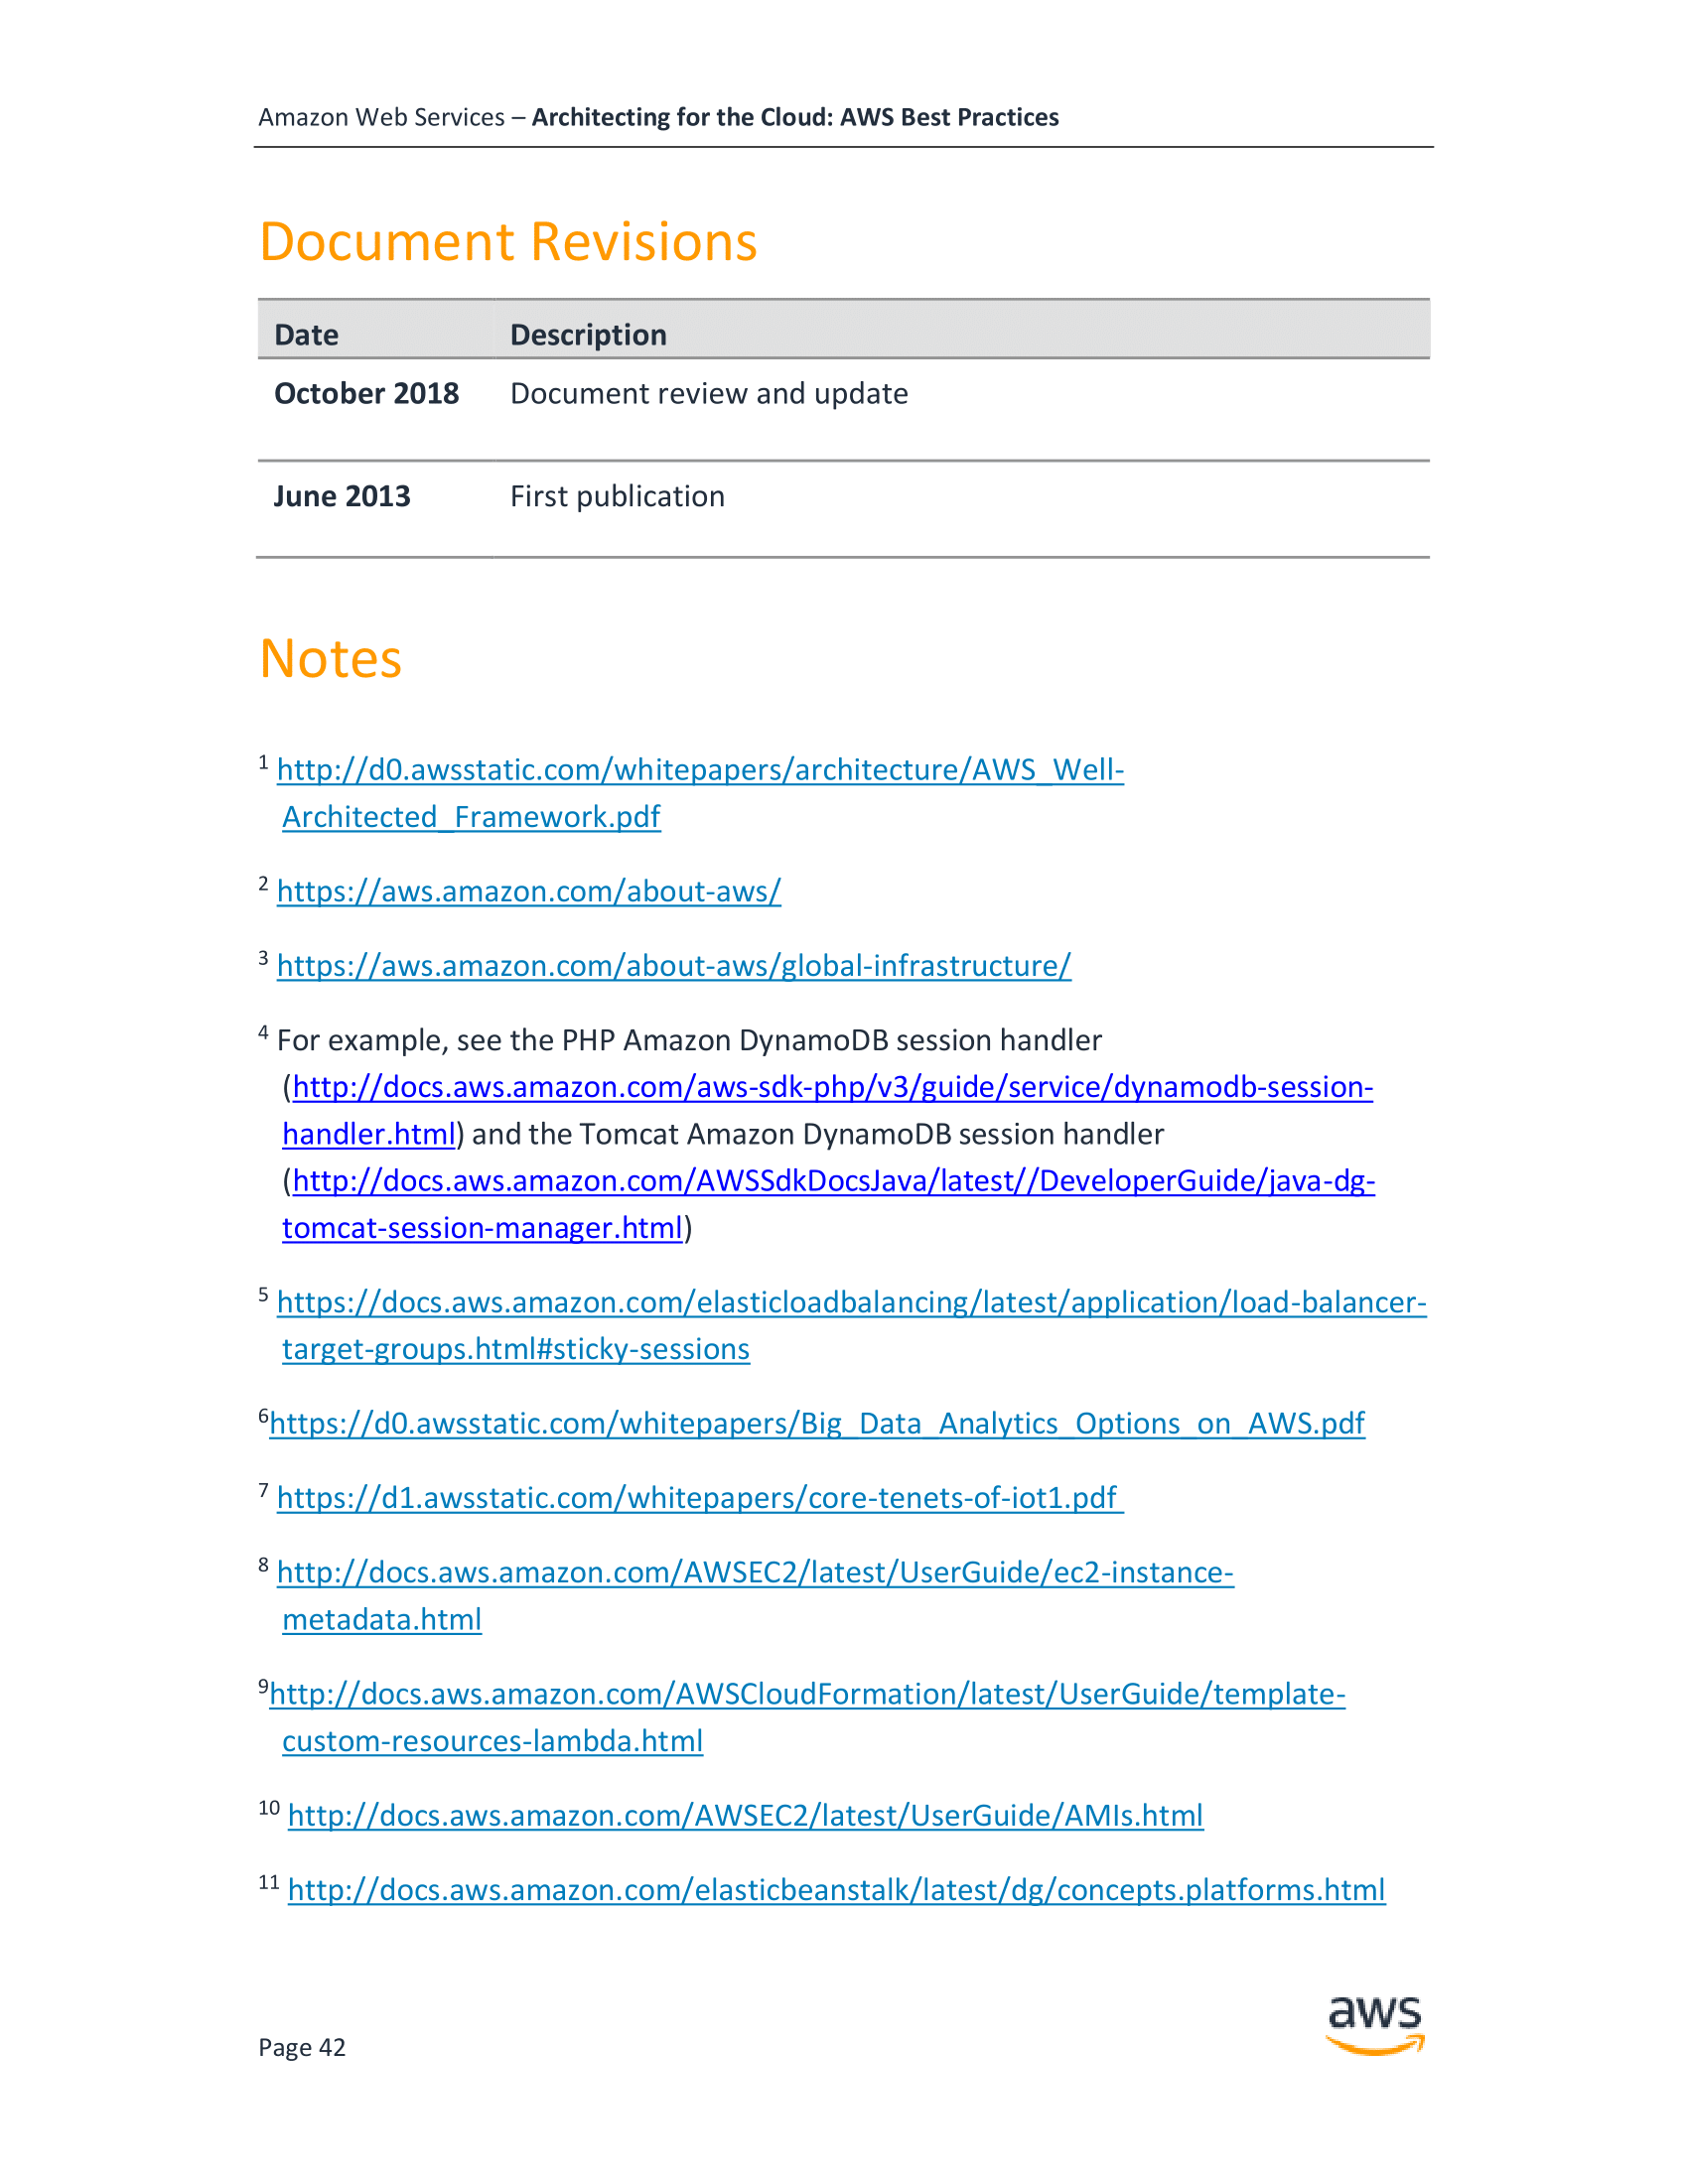 Amazon Web Services – Architecting for the Cloud: AWS Best Practices
Document Revisions
Date Description
October 2018 Document review and update
June 2013 First publication
Notes
1 http://d0.awsstatic.com/whitepapers/architecture/AWS_Well-
Architected_Framework.pdf
2 https://aws.amazon.com/about-aws/
3 https://aws.amazon.com/about-aws/global-infrastructure/
4 For example, see the PHP Amazon DynamoDB session handler
(http://docs.aws.amazon.com/aws-sdk-php/v3/guide/service/dynamodb-session-
handler.html) and the Tomcat Amazon DynamoDB session handler
(http://docs.aws.amazon.com/AWSSdkDocsJava/latest//DeveloperGuide/java-dg-
tomcat-session-manager.html)
5 https://docs.aws.amazon.com/elasticloadbalancing/latest/application/load-balancer-
target-groups.html#sticky-sessions
6https://d0.awsstatic.com/whitepapers/Big_Data_Analytics_Options_on_AWS.pdf
7 https://d1.awsstatic.com/whitepapers/core-tenets-of-iot1.pdf
8 http://docs.aws.amazon.com/AWSEC2/latest/UserGuide/ec2-instance-
metadata.html
9http://docs.aws.amazon.com/AWSCloudFormation/latest/UserGuide/template-
custom-resources-lambda.html
10 http://docs.aws.amazon.com/AWSEC2/latest/UserGuide/AMIs.html
11 http://docs.aws.amazon.com/elasticbeanstalk/latest/dg/concepts.platforms.html
aws
Page 42